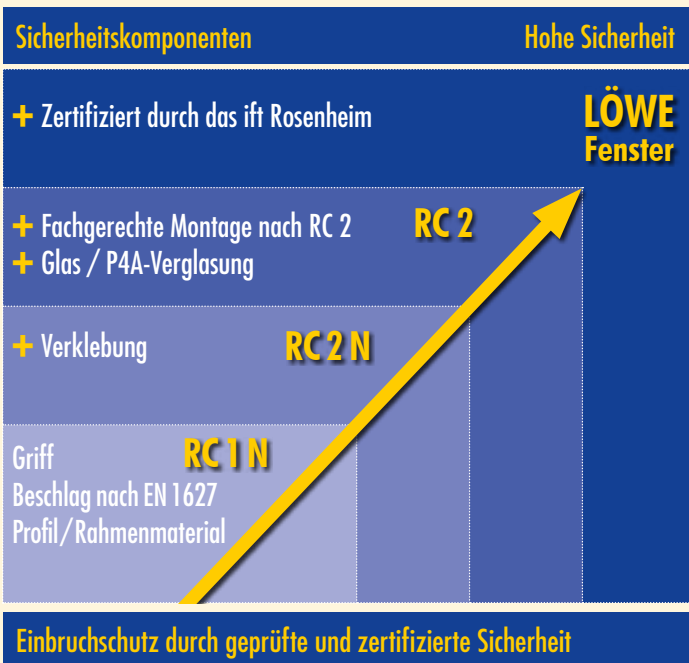 Sicherheitskomponenten Hohe Sicherheit
+ Zertifiziert durch das ift Rosenheim
LÖWE
Fenster
+ Fachgerechte Montage nach RC 2
+ Glas / P4A-Verglasung
RC 2
+ Verklebung
RC 2 N
RC 1 N
Griff
Beschlag nach EN 1627
Profil/Rahmenmaterial
Einbruchschutz durch geprüfte und zertifizierte Sicherheit